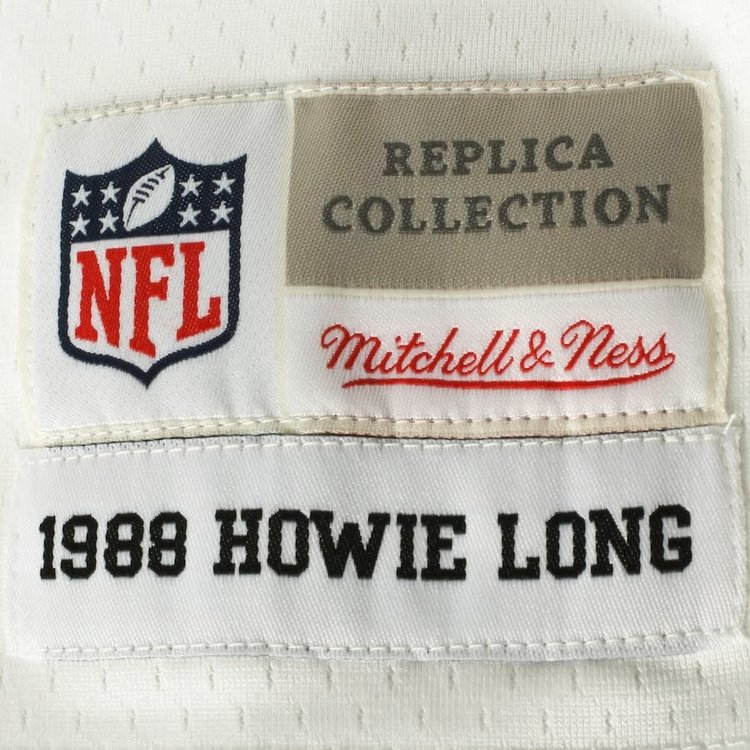 NFL
REPLICA
COLLECTION
Mitchell & Ness
1988 HOWIE LONG